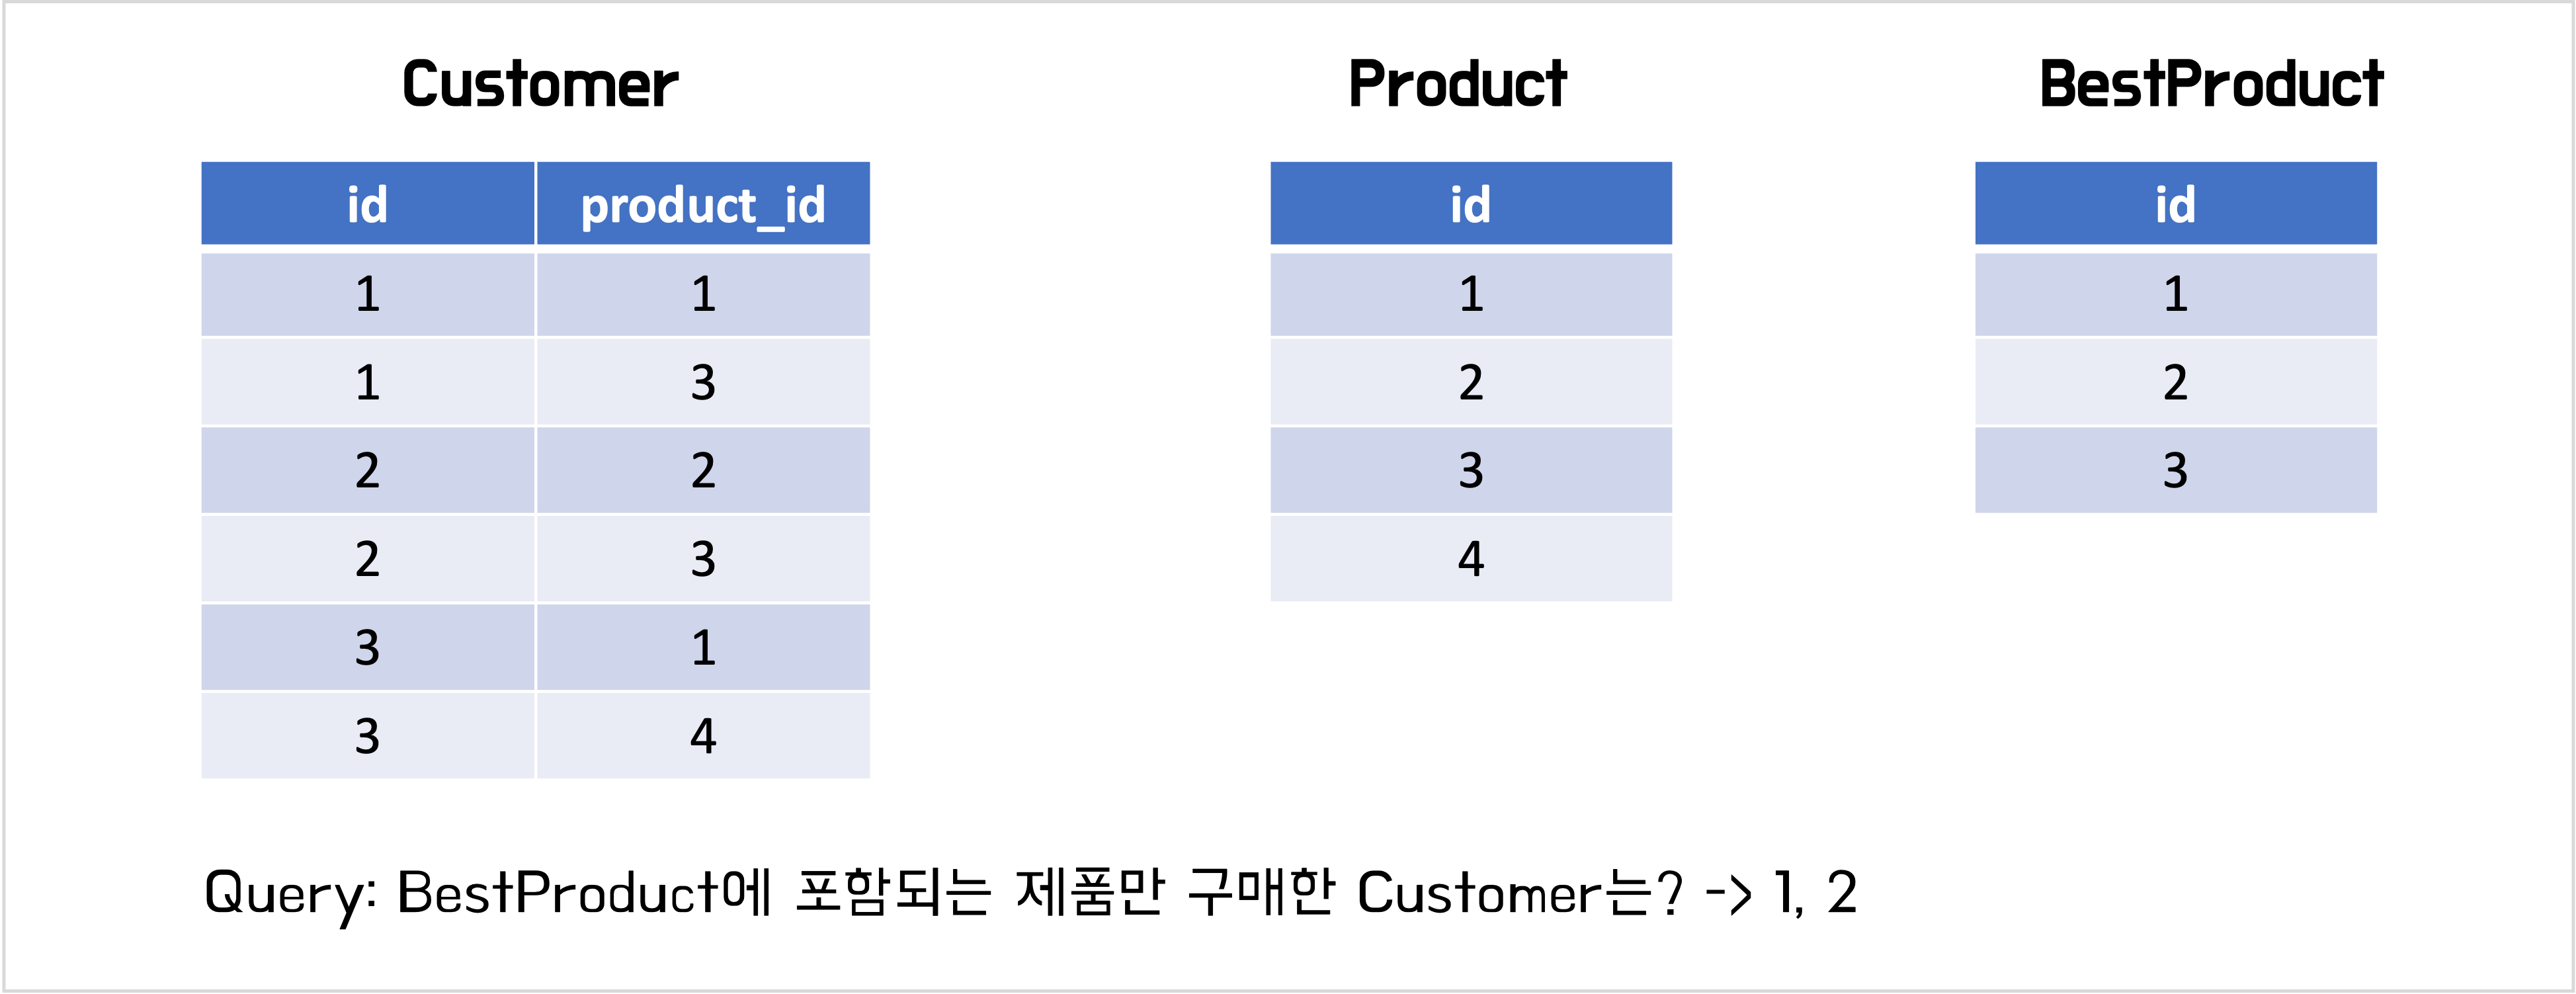 Customer
id product_id
1 1
1 3
2 2
2 3
3 1
3 4
Product
id
1
2
3
4
BestProduct
id
1
2
3
Query: BestProduct에 포함되는 제품만 구매한 Customer는? -> 1, 2